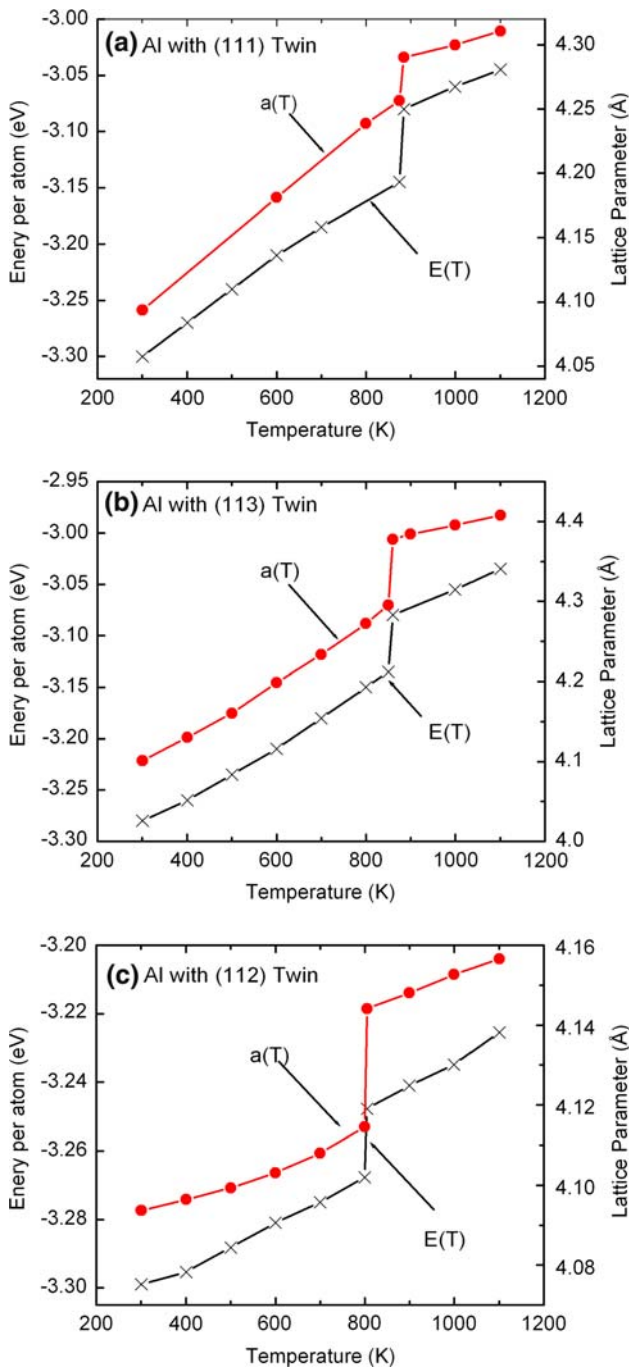 (a) Al with (111) Twin
-3.00
-3.05
-3.10
-3.15
-3.20
-3.25
-3.30
Enery per atom (eV)
a(T)
E(T)
4.30
4.25
4.20
4.15
4.10
4.05
Lattice Parameter (Å)
200 400 600 800 1000 1200
Temperature (K)
(b) Al with (113) Twin
-2.95
-3.00
-3.05
-3.10
-3.15
-3.20
-3.25
-3.30
Enery per atom (eV)
a(T)
E(T)
4.4
4.3
4.2
4.1
4.0
Lattice Parameter (Å)
200 400 600 800 1000 1200
Temperature (K)
(c) Al with (112) Twin
-3.20
-3.22
-3.24
-3.26
-3.28
-3.30
Enery per atom (eV)
a(T)
E(T)
4.16
4.14
4.12
4.10
4.08
Lattice Parameter (Å)
200 400 600 800 1000 1200
Temperature (K)